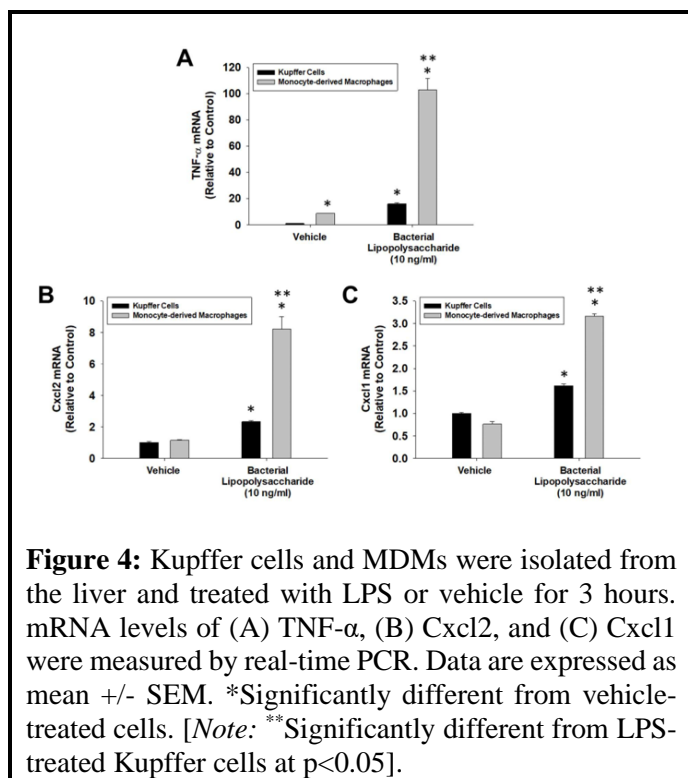 A
Kupffer Cells
Monocyte-derived Macrophages
**
*
*
*
120
100
80
60
40
20
0
TNF-α mRNA
(Relative to Control)
Vehicle
Bacterial
Lipopolysaccharide
(10 ng/ml)
B
Kupffer Cells
Monocyte-derived Macrophages
**
*
*
10
8
6
4
2
0
Cxcl2 mRNA
(Relative to Control)
Vehicle
Bacterial
Lipopolysaccharide
(10 ng/ml)
C
Kupffer Cells
Monocyte-derived Macrophages
**
*
*
3.5
3.0
2.5
2.0
1.5
1.0
0.5
0.0
Cxcl1 mRNA
(Relative to Control)
Vehicle
Bacterial
Lipopolysaccharide
(10 ng/ml)
Figure 4: Kupffer cells and MDMs were isolated from
the liver and treated with LPS or vehicle for 3 hours.
mRNA levels of (A) TNF-α, (B) Cxcl2, and (C) Cxcl1
were measured by real-time PCR. Data are expressed as
mean +/- SEM. *Significantly different from vehicle-
treated cells. [Note: **Significantly different from LPS-
treated Kupffer cells at p<0.05].